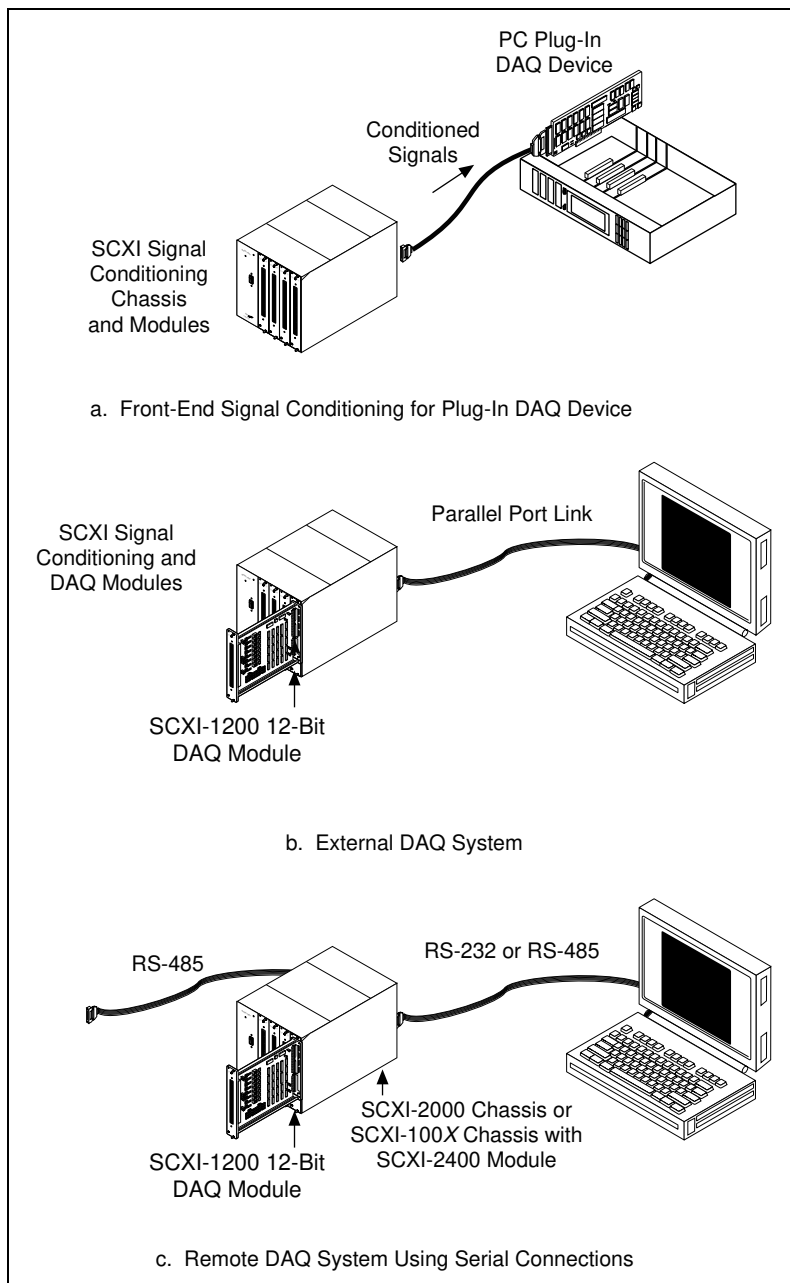 PC Plug-In
DAQ Device
Conditioned
Signals
SCXI Signal
Conditioning
Chassis
and Modules
a. Front-End Signal Conditioning for Plug-In DAQ Device
Parallel Port Link
SCXI Signal
Conditioning and
DAQ Modules
SCXI-1200 12-Bit
DAQ Module
b. External DAQ System
RS-485
RS-232 or RS-485
SCXI-2000 Chassis or
SCXI-100X Chassis with
SCXI-2400 Module
SCXI-1200 12-Bit
DAQ Module
c. Remote DAQ System Using Serial Connections